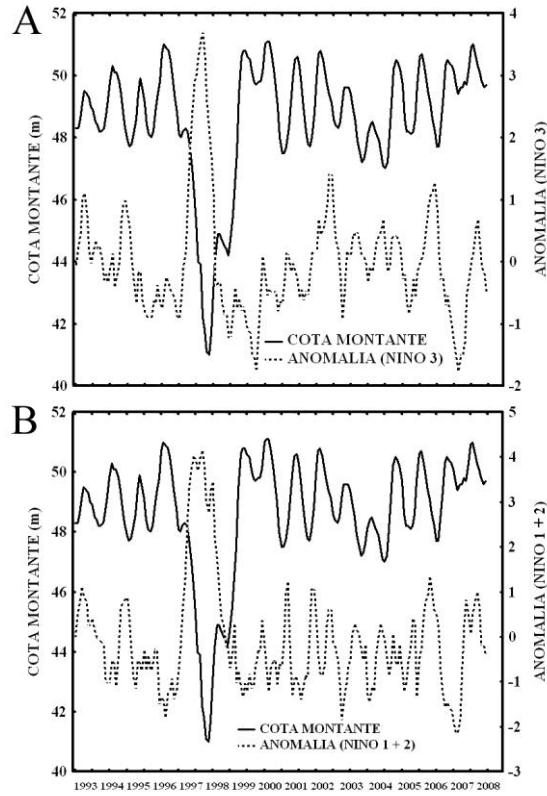 A
COTA MONTANTE (m)
52
50
48
46
44
42
40
ANOMALIA (NINO 3)
4
3
2
1
0
-1
-2
COTA MONTANTE
ANOMALIA (NINO 3)
B
COTA MONTANTE (m)
52
50
48
46
44
42
40
ANOMALIA (NINO 1+2)
5
4
3
2
1
0
-1
-2
-3
COTA MONTANTE
ANOMALIA (NINO 1 + 2)
1993 1994 1995 1996 1997 1998 1999 2000 2001 2002 2003 2004 2005 2006 2007 2008